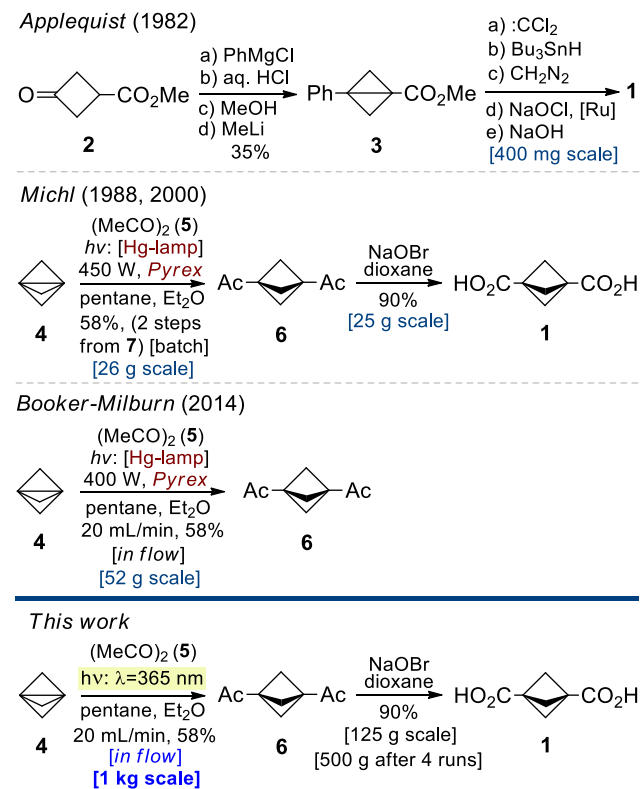 Applequist (1982)
a) PhMgCl
b) aq. HCl
c) MeOH
d) MeLi
35%
O
CO₂Me
2
Ph
CO₂Me
3
a) :CCl₂
b) Bu₃SnH
c) CH₂N₂
d) NaOCl, [Ru]
e) NaOH
[400 mg scale]
1
Michl (1988, 2000)
(MeCO)₂ (5)
hv: [Hg-lamp]
450 W, Pyrex
pentane, Et₂O
58%, (2 steps
from 7) [batch]
[26 g scale]
4
Ac
Ac
6
NaOBr
dioxane
90%
[25 g scale]
HO₂C
CO₂H
1
Booker-Milburn (2014)
(MeCO)₂ (5)
hv: [Hg-lamp]
400 W, Pyrex
pentane, Et₂O
20 mL/min, 58%
[in flow]
[52 g scale]
4
Ac
Ac
6
This work
(MeCO)₂ (5)
hν: λ=365 nm
pentane, Et₂O
20 mL/min, 58%
[in flow]
[1 kg scale]
4
Ac
Ac
6
NaOBr
dioxane
90%
[125 g scale]
[500 g after 4 runs]
HO₂C
CO₂H
1